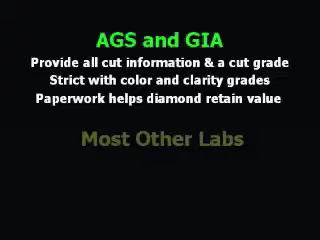 AGS and GIA
Provide all cut information & a cut grade
Strict with color and clarity grades
Paperwork helps diamond retain value
Most Other Labs